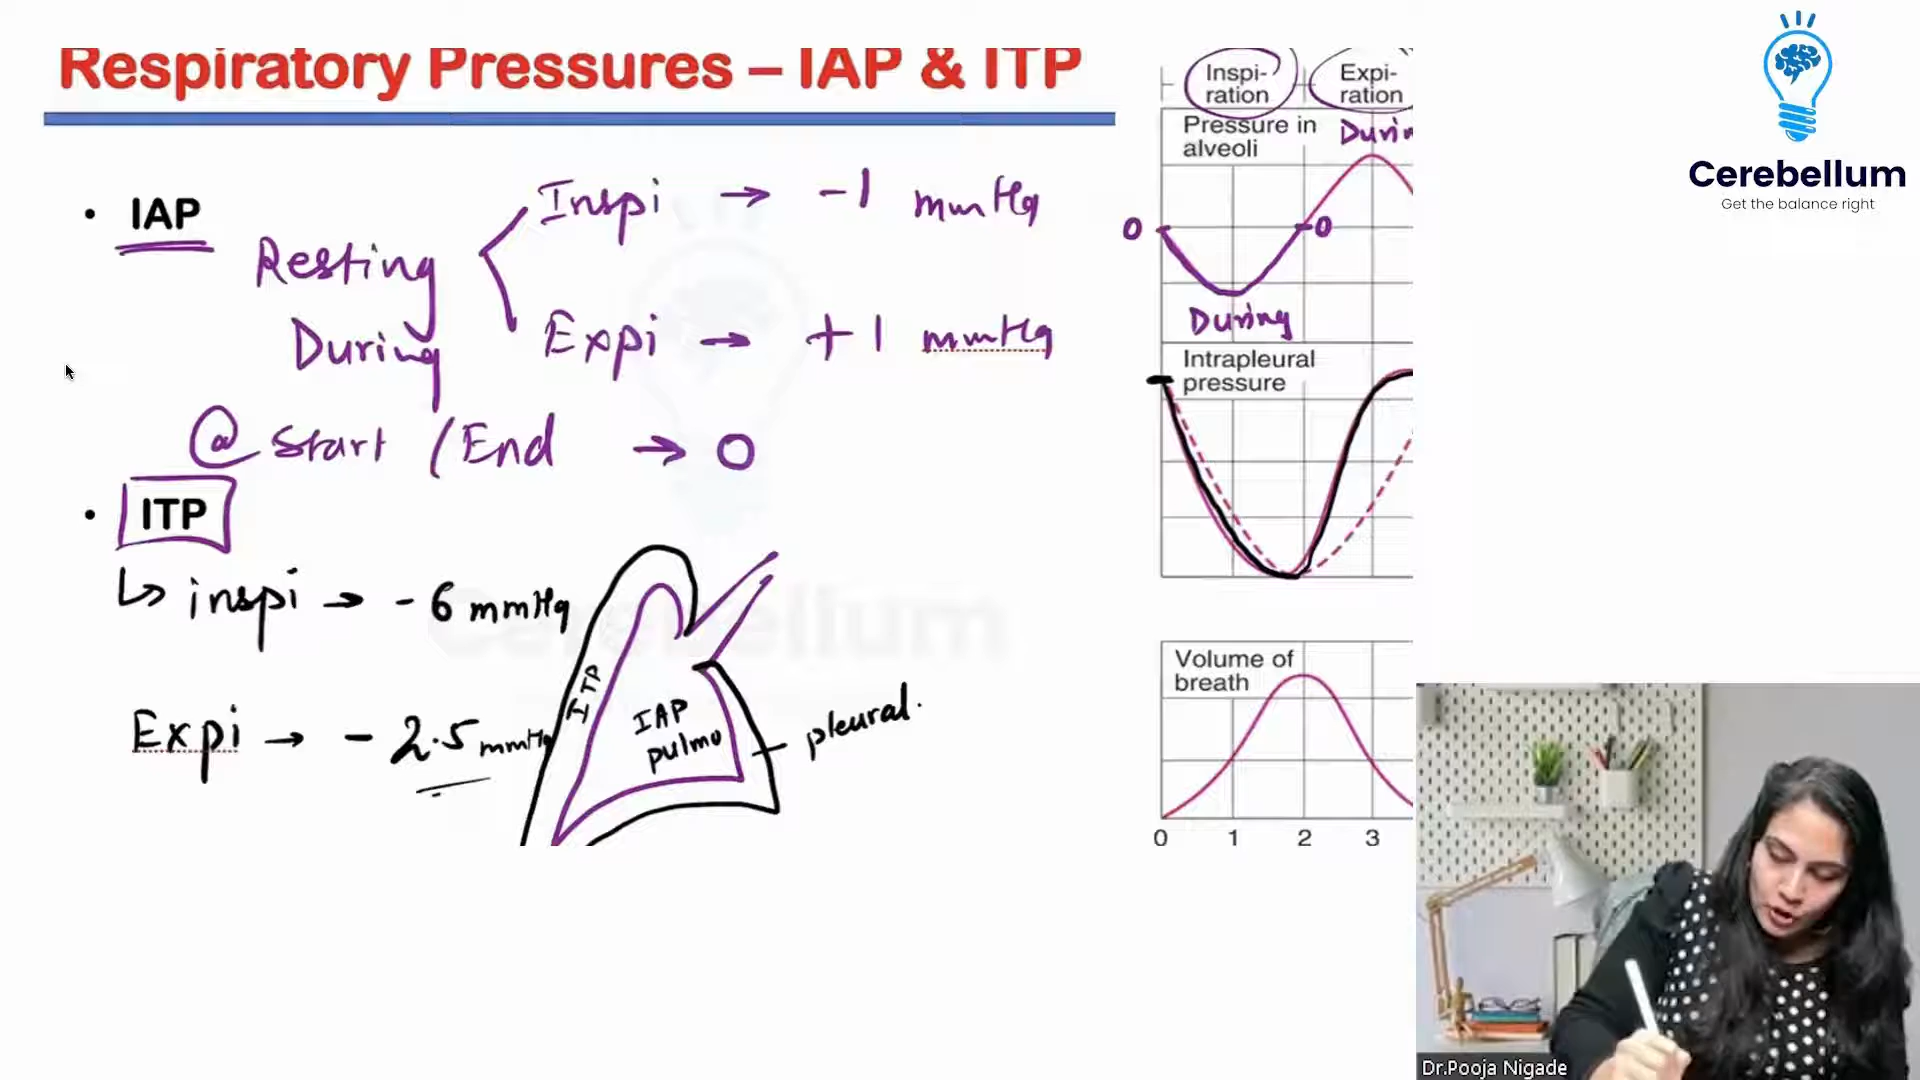 Respiratory Pressures – IAP & ITP
• IAP
Resting
During
Inspi → -1 mmHg
Expi → +1 mmHg
@ Start / End → 0
• ITP
↳ inspi → - 6 mmHg
Expi → - 2.5 mmHg
ITP
IAP
pulmo
pleural.
Inspi-
ration
Expi-
ration
Pressure in
alveoli
Durin
0
0
During
Intrapleural
pressure
Volume of
breath
0 1 2 3
Cerebellum
Get the balance right
Cerebellum
Dr.Pooja Nigade